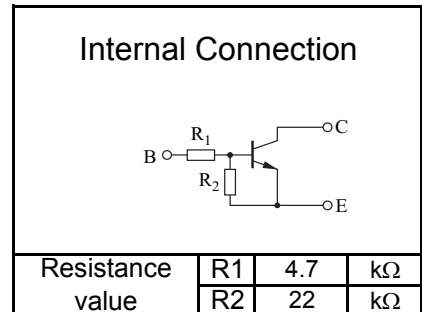 Internal Connection
C
R1
B
R2
E
Resistance value R1 4.7 kΩ
R2 22 kΩ